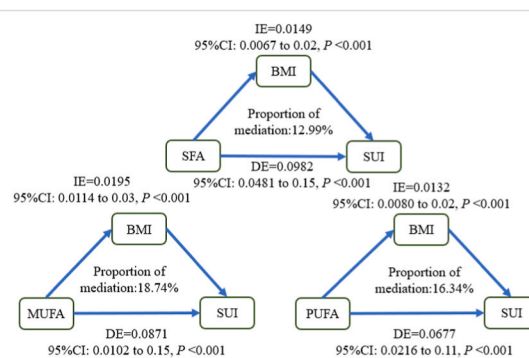 IE=0.0149
95%CI: 0.0067 to 0.02, P <0.001
BMI
Proportion of
mediation:12.99%
SFA
SUI
DE=0.0982
95%CI: 0.0481 to 0.15, P <0.001
IE=0.0195
95%CI: 0.0114 to 0.03, P <0.001
BMI
Proportion of
mediation:18.74%
MUFA
SUI
DE=0.0871
95%CI: 0.0102 to 0.15, P <0.001
IE=0.0132
95%CI: 0.0080 to 0.02, P <0.001
BMI
Proportion of
mediation:16.34%
PUFA
SUI
DE=0.0677
95%CI: 0.0216 to 0.11, P <0.001